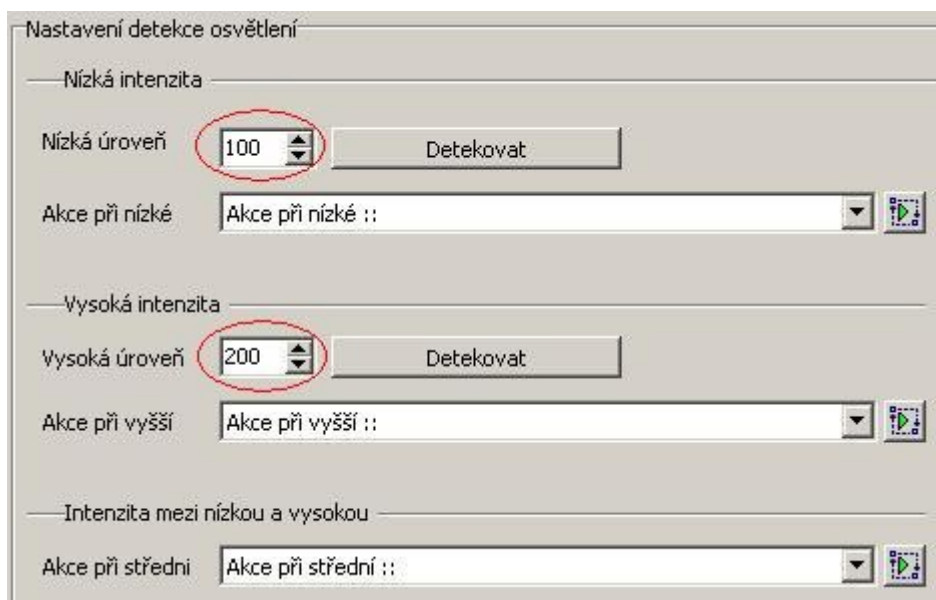 Nastavení detekce osvětlení
Nízká intenzita
Nízká úroveň 100 Detekovat
Akce při nízké Akce při nízké ::
Vysoká intenzita
Vysoká úroveň 200 Detekovat
Akce při vyšší Akce při vyšší ::
Intenzita mezi nízkou a vysokou
Akce při středni Akce při střední ::